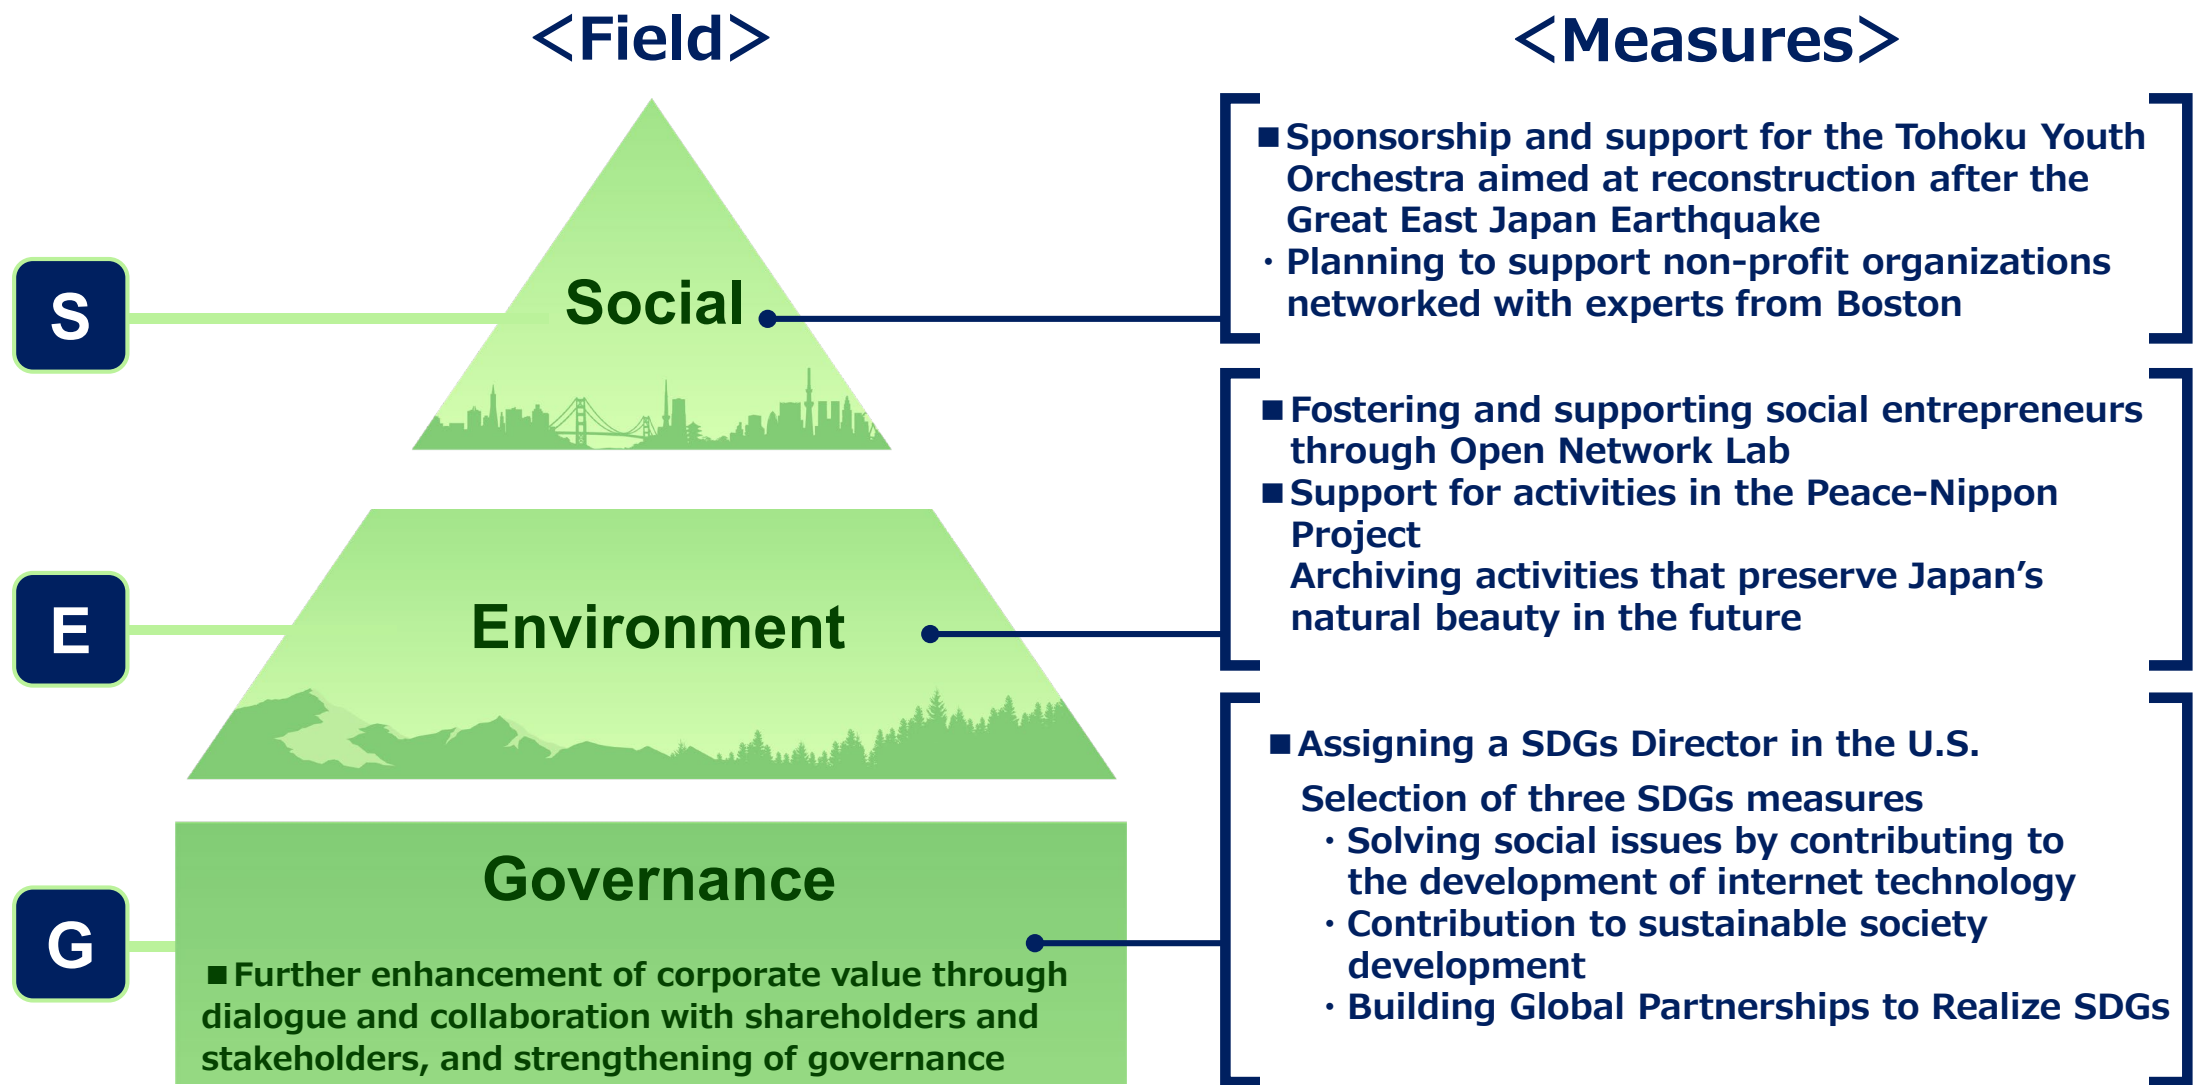 <Field>
<Measures>
S
Social
■Sponsorship and support for the Tohoku Youth
Orchestra aimed at reconstruction after the
Great East Japan Earthquake
・Planning to support non-profit organizations
networked with experts from Boston
E
Environment
■Fostering and supporting social entrepreneurs
through Open Network Lab
■Support for activities in the Peace-Nippon
Project
Archiving activities that preserve Japan’s
natural beauty in the future
G
Governance
■Further enhancement of corporate value through
dialogue and collaboration with shareholders and
stakeholders, and strengthening of governance
■Assigning a SDGs Director in the U.S.
Selection of three SDGs measures
・Solving social issues by contributing to
the development of internet technology
・Contribution to sustainable society
development
・Building Global Partnerships to Realize SDGs